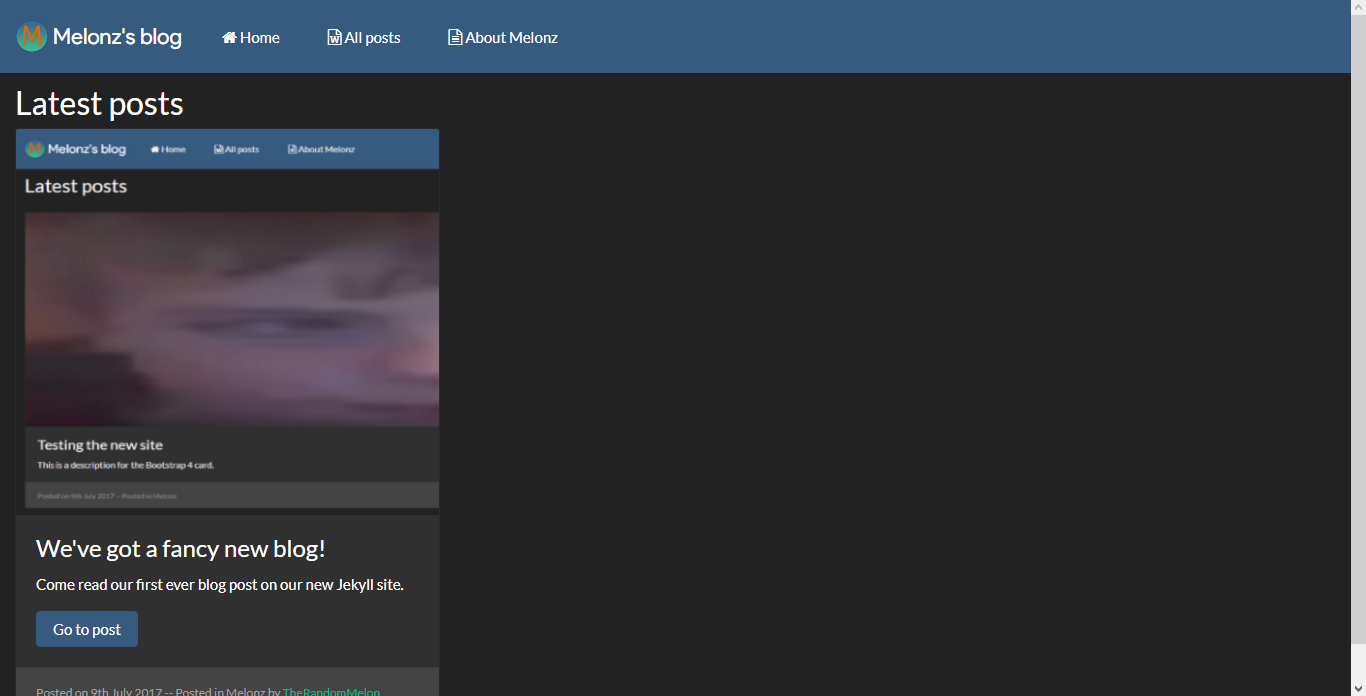 M Melonz's blog Home All posts About Melonz
Latest posts
M Melonz's blog Home All posts About Melonz
Latest posts
Testing the new site
This is a description for the Bootstrap 4 card.
Posted on 9th July 2017 -- Posted in Melonz
We've got a fancy new blog!
Come read our first ever blog post on our new Jekyll site.
Go to post
Posted on 9th July 2017 -- Posted in Melonz by TheRandomMelon